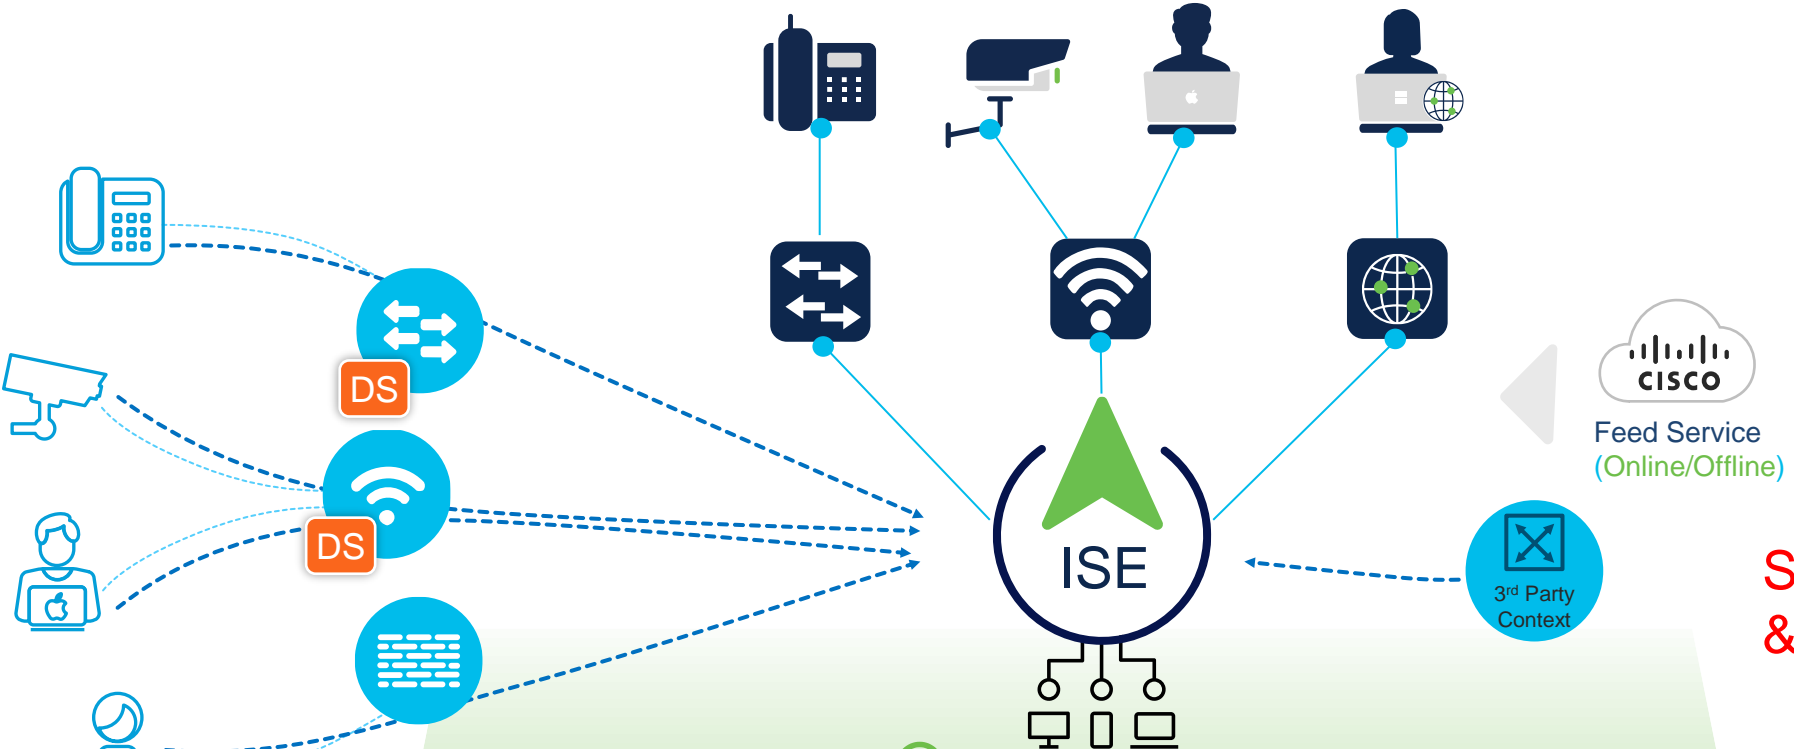 DS
DS
ISE
CISCO
Feed Service
(Online/Offline)
3rd Party
Context
S
&